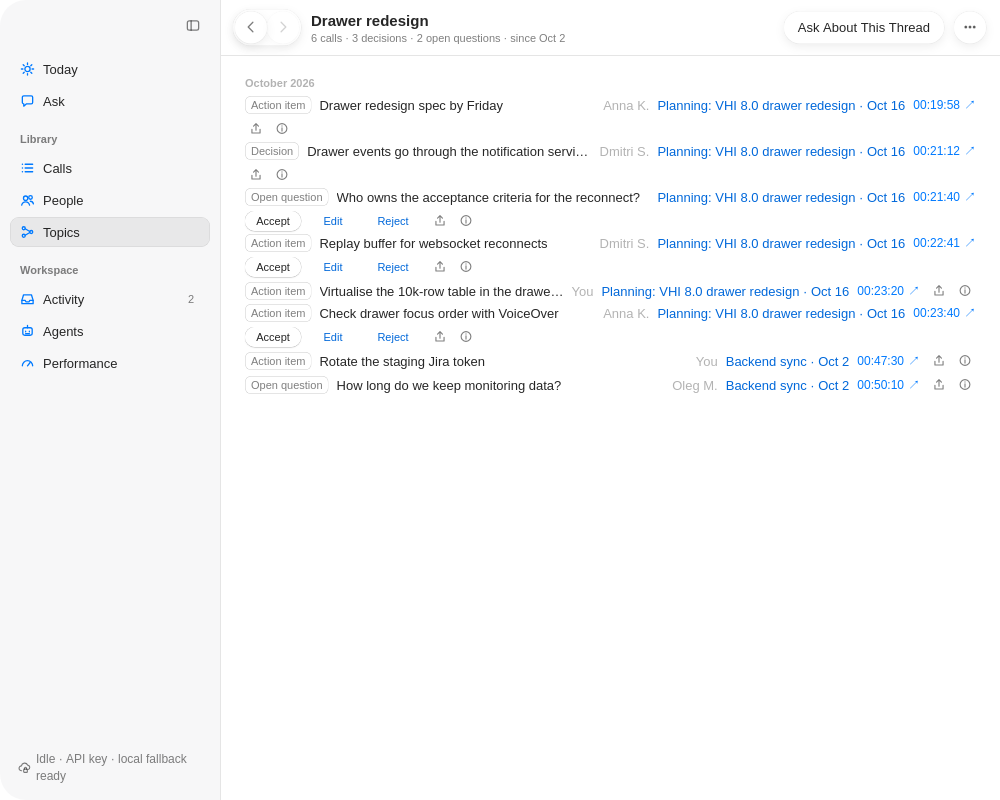 Drawer redesign
6 calls · 3 decisions · 2 open questions · since Oct 2
Ask About This Thread
Today
Ask
Library
Calls
People
Topics
Workspace
Activity 2
Agents
Performance
Idle · API key · local fallback
ready
October 2026
Action item Drawer redesign spec by Friday Anna K. Planning: VHI 8.0 drawer redesign · Oct 16 00:19:58
Decision Drawer events go through the notification servi… Dmitri S. Planning: VHI 8.0 drawer redesign · Oct 16 00:21:12
Open question Who owns the acceptance criteria for the reconnect? Planning: VHI 8.0 drawer redesign · Oct 16 00:21:40
Accept Edit Reject
Action item Replay buffer for websocket reconnects Dmitri S. Planning: VHI 8.0 drawer redesign · Oct 16 00:22:41
Accept Edit Reject
Action item Virtualise the 10k-row table in the drawe… You Planning: VHI 8.0 drawer redesign · Oct 16 00:23:20
Action item Check drawer focus order with VoiceOver Anna K. Planning: VHI 8.0 drawer redesign · Oct 16 00:23:40
Accept Edit Reject
Action item Rotate the staging Jira token You Backend sync · Oct 2 00:47:30
Open question How long do we keep monitoring data? Oleg M. Backend sync · Oct 2 00:50:10